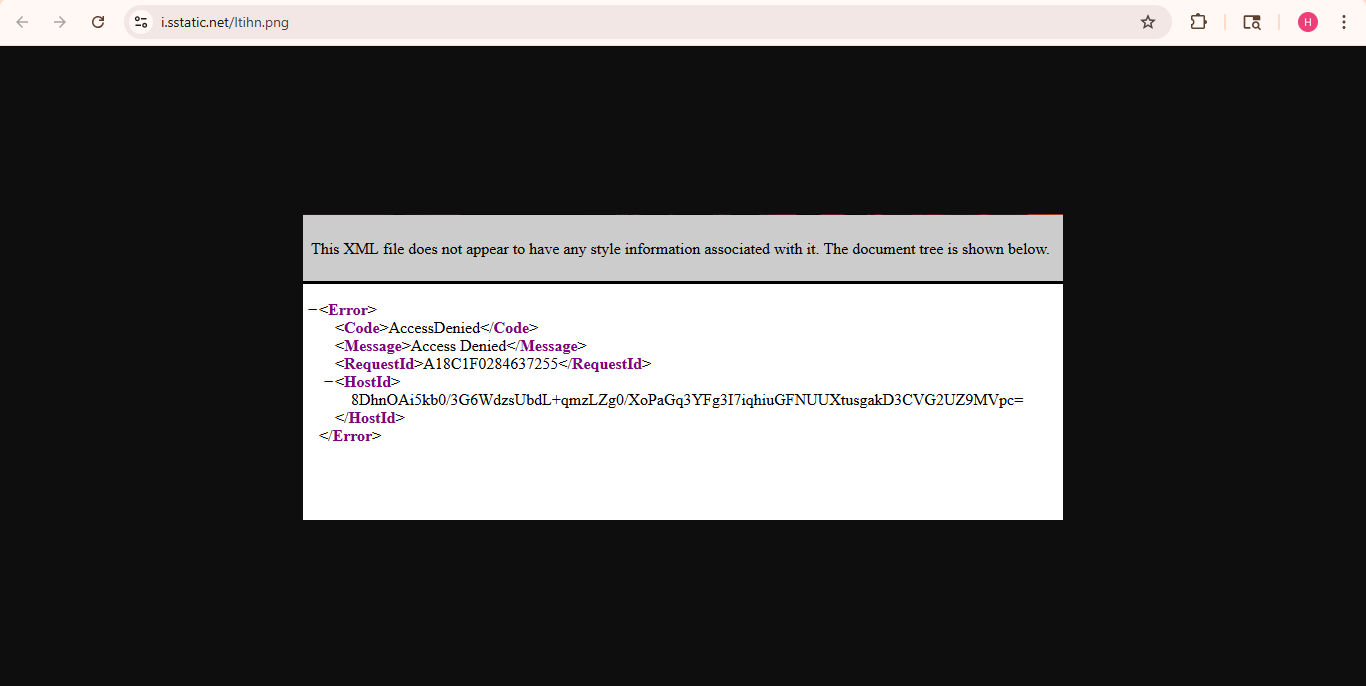 i.sstatic.net/ltihn.png
H
This XML file does not appear to have any style information associated with it. The document tree is shown below.
−<Error>
<Code>AccessDenied</Code>
<Message>Access Denied</Message>
<RequestId>A18C1F0284637255</RequestId>
−<HostId>
8DhnOAi5kb0/3G6WdzsUbdL+qmzLZg0/XoPaGq3YFg3I7iqhiuGFNUUXtusgakD3CVG2UZ9MVpc=
</HostId>
</Error>